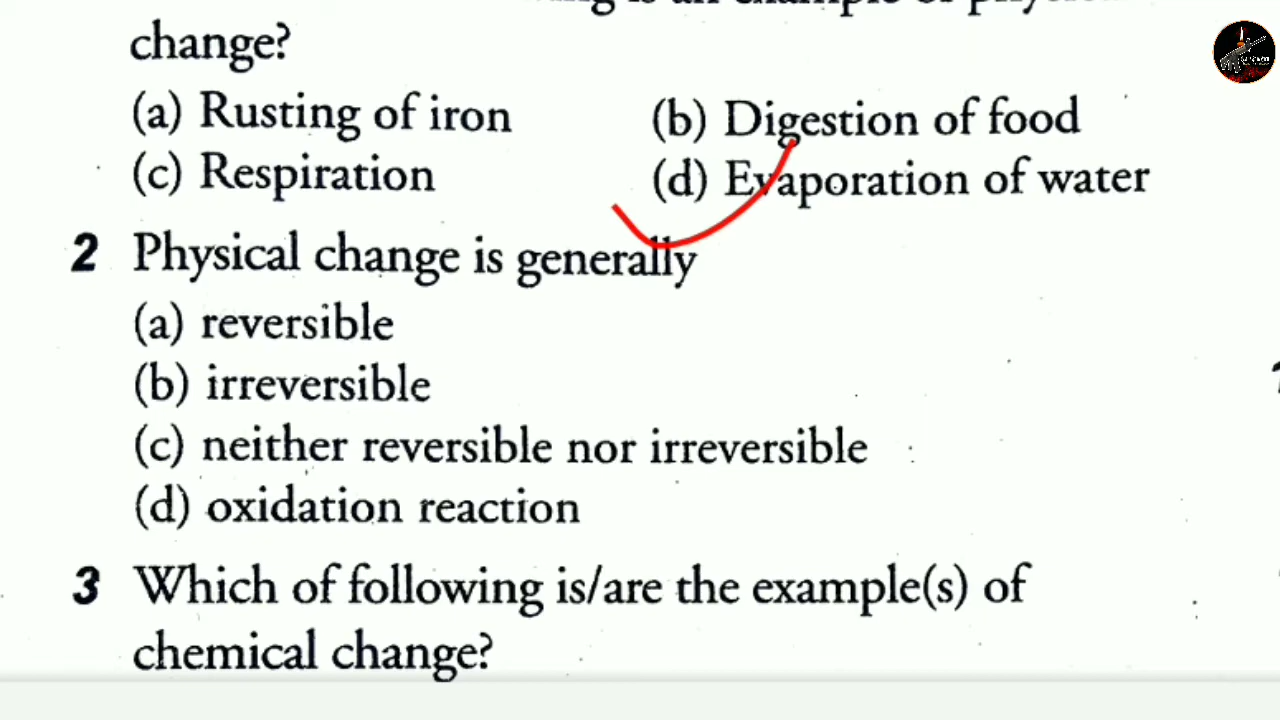 change?
(a) Rusting of iron (b) Digestion of food
(c) Respiration (d) Evaporation of water
2 Physical change is generally
(a) reversible
(b) irreversible
(c) neither reversible nor irreversible
(d) oxidation reaction
3 Which of following is/are the example(s) of
chemical change?